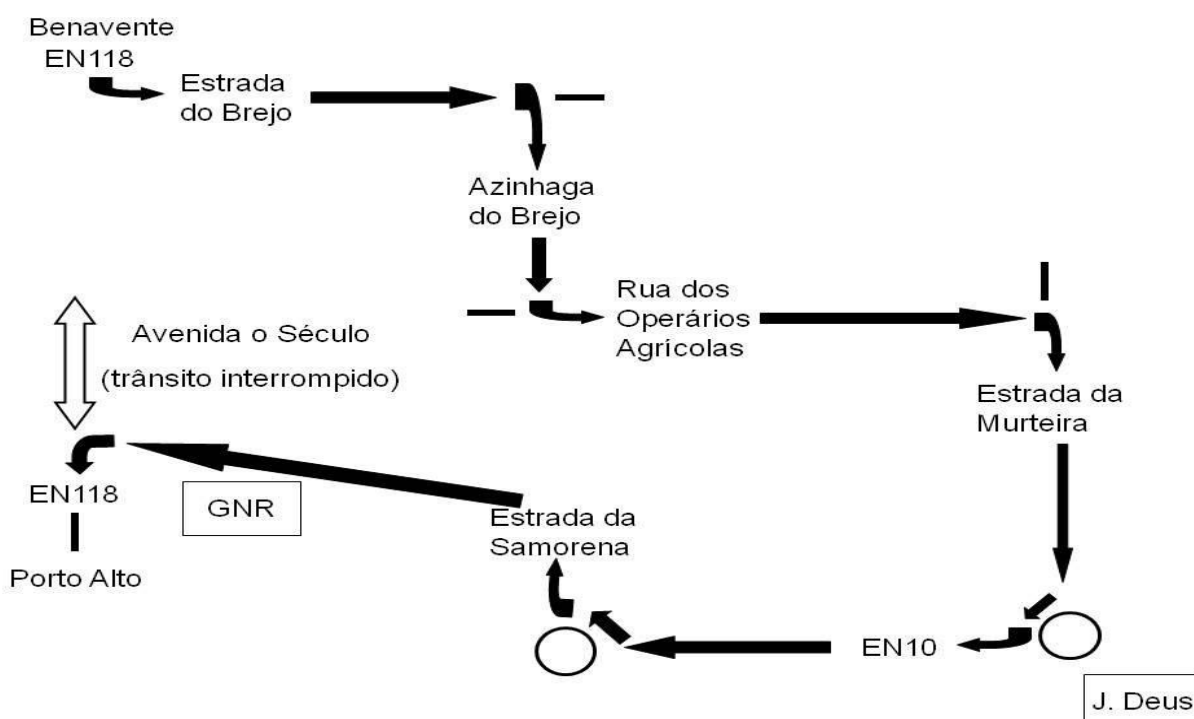 Benavente
EN118
Estrada
do Brejo
Azinhaga
do Brejo
Rua dos
Operários
Agrícolas
Avenida o Século
(trânsito interrompido)
Estrada da
Murteira
EN118
GNR
Estrada da
Samorena
Porto Alto
EN10
J. Deus